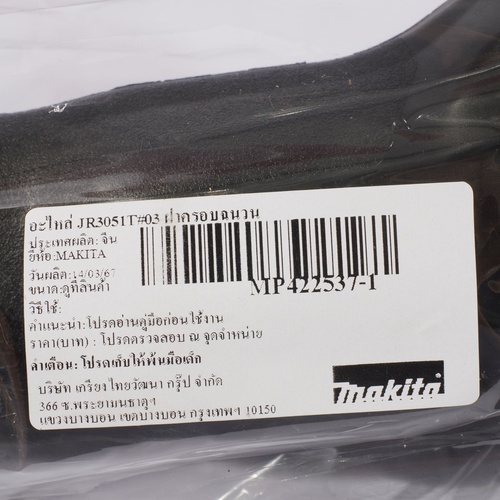 อะไหล่ JR3051T#03 ฝาครอบฉนวน
ประเทศผลิต: จีน
ยี่ห้อ:MAKITA
วันผลิต:14/03/67
ขนาด:ดูที่สินค้า
MP422537-1
วิธีใช้:
คำแนะนำ:โปรดอ่านคู่มือก่อนใช้งาน
ราคา(บาท) : โปรดตรวจสอบ ณ จุดจำหน่าย
คำเตือน: โปรดเก็บให้พ้นมือเด็ก
บริษัท เกรียงไทยวัฒนา กรุ๊ป จำกัด
366 ซ.พระยามนธาตุฯ
แขวงบางบอน เขตบางบอน กรุงเทพฯ 10150
makita